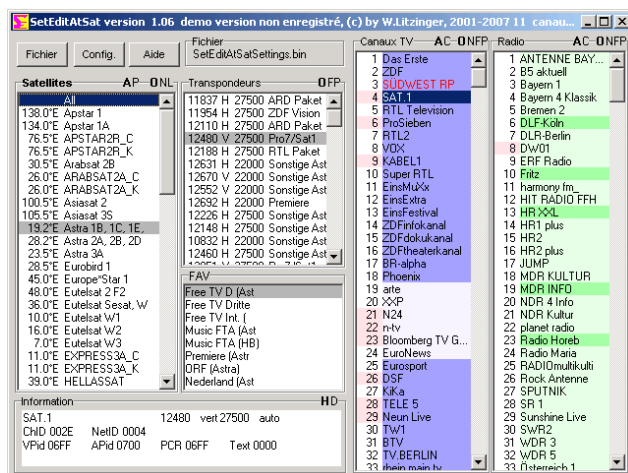 SetEditAtSat version 1.06 demo version non enregistré, (c) by W.Litzinger, 2001-2007 11 canau...
Fichier
Config.
Aide
Fichier
SetEditAtSatSettings.bin
Satellites AP-ONL
All
138.0°E Apstar 1
134.0°E Apstar 1A
76.5°E APSTAR2R_C
76.5°E APSTAR2R_K
30.5°E Arabsat 2B
26.0°E ARABSAT2A_C
26.0°E ARABSAT2A_K
100.5°E Asiasat 2
105.5°E Asiasat 3S
19.2°E Astra 1B, 1C, 1E,
28.2°E Astra 2A, 2B, 2D
23.5°E Astra 3A
28.5°E Eurobird 1
45.0°E Europe*Star 1
48.0°E Eutelsat 2 F2
36.0°E Eutelsat Sesat, W
10.0°E Eutelsat W1
16.0°E Eutelsat W2
7.0°E Eutelsat W3
11.0°E EXPRESS3A_C
11.0°E EXPRESS3A_K
39.0°E HELLASSAT
Transpondeurs OFP
11837 H 27500 ARD Paket
11954 H 27500 ZDF Vision
12110 H 27500 ARD Paket
12480 V 27500 Pro7/Sat1
12188 H 27500 RTL Paket
12631 H 22000 Sonstige Ast
12670 V 22000 Sonstige Ast
12552 V 22000 Sonstige Ast
12692 H 22000 Premiere
12226 H 27500 Sonstige Ast
12148 H 27500 Sonstige Ast
10832 H 22000 Sonstige Ast
12460 H 27500 Sonstige Ast
12051 V 27500 Pro7/Sat1
FAV
Free TV D (Ast
Free TV Dritte
Free TV Int. (
Music FTA (Ast
Music FTA (HB)
Premiere (Astr
ORF (Astra)
Nederland (Ast
Information HD-
SAT.1 12480 vert 27500 auto
ChID 002E NetID 0004
VPid 06FF APid 0700 PCR 06FF Text 0000
Canaux TV AC-ONFP
1 Das Erste
2 ZDF
3 SÜDWEST RP
4 SAT.1
5 RTL Television
6 ProSieben
7 RTL2
8 VOX
9 KABEL1
10 Super RTL
11 EinsMuXx
12 EinsExtra
13 EinsFestival
14 ZDFinfokanal
15 ZDFdokukanal
16 ZDFtheaterkanal
17 BR-alpha
18 Phoenix
19 arte
20 XXP
21 N24
22 n-tv
23 Bloomberg TV G...
24 EuroNews
25 Eurosport
26 DSF
27 KiKa
28 TELE 5
29 Neun Live
30 TW1
31 BTV
32 TV.BERLIN
33 rhein main tv
Radio AC-ONFP
1 ANTENNE BAY...
2 B5 aktuell
3 Bayern 1
4 Bayern 4 Klassik
5 Bremen 2
6 DLF-Köln
7 DLR-Berlin
8 DW01
9 ERF Radio
10 Fritz
11 harmony fm_
12 HIT RADIO FFH
13 HR XXL
14 HR1 plus
15 HR2
16 HR2 plus
17 JUMP
18 MDR KULTUR
19 MDR INFO
20 NDR 4 Info
21 NDR Kultur
22 planet radio
23 Radio Horeb
24 Radio Maria
25 RADIOmultikulti
26 Rock Antenne
27 SPUTNIK
28 SR 1
29 Sunshine Live
30 SWR2
31 WDR 3
32 WDR 5
33 Österreich 1